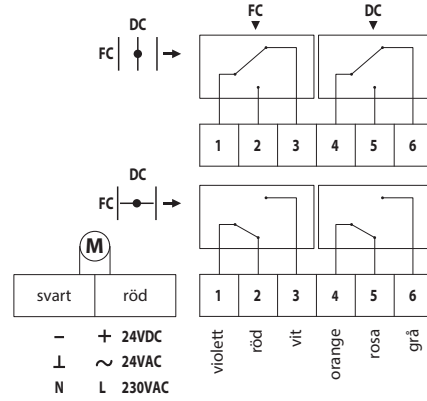 FC DC
DC
FC
1 2 3 4 5 6
DC
FC
M
svart röd
1 2 3 4 5 6
violett röd vit orange rosa grå
– + 24VDC
⊥ ~ 24VAC
N L 230VAC